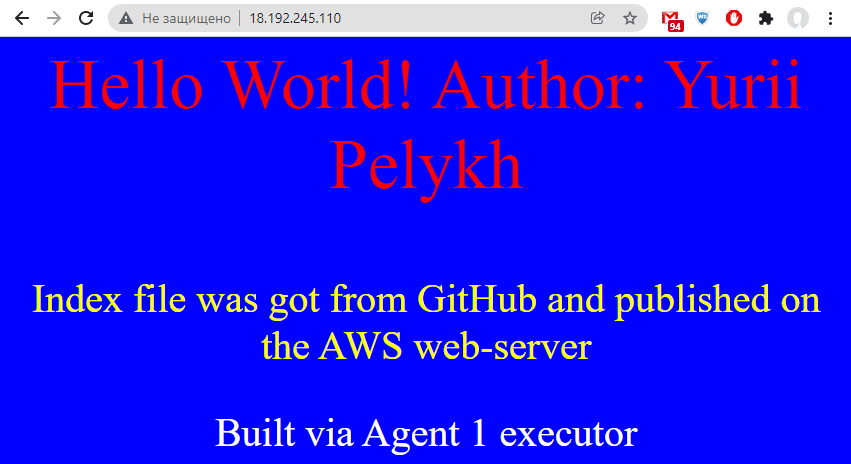 Не защищено 18.192.245.110
94
WS
Hello World! Author: Yurii
Pelykh
Index file was got from GitHub and published on
the AWS web-server
Built via Agent 1 executor